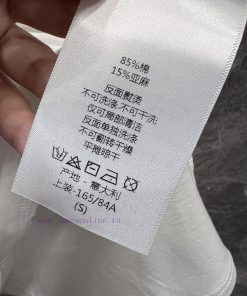 85%棉
15%亚麻
反面熨烫
不可洗涤.不可干洗
仅可局部清洁
反面单独洗涤
不可翻转干燥
平摊晾干
产地-意大利
上装-165/84A
(S)